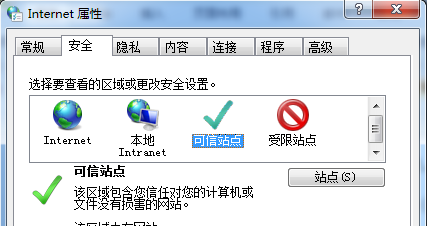 Internet 属性
常规 安全 隐私 内容 连接 程序 高级
选择要查看的区域或更改安全设置。
Internet 本地 Intranet 可信站点 受限站点
可信站点
站点(S)
该区域包含您信任对您的计算机或
文件没有损害的网站。